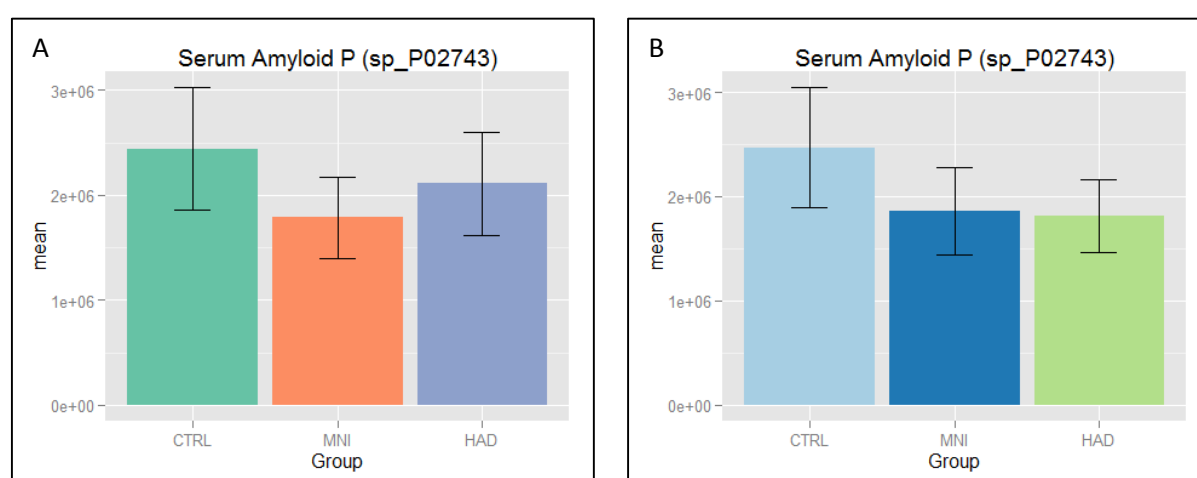 A
Serum Amyloid P (sp_P02743)
3e+06
2e+06
1e+06
0e+00
mean
CTRL MNI HAD
Group
B
Serum Amyloid P (sp_P02743)
3e+06
2e+06
1e+06
0e+00
mean
CTRL MNI HAD
Group